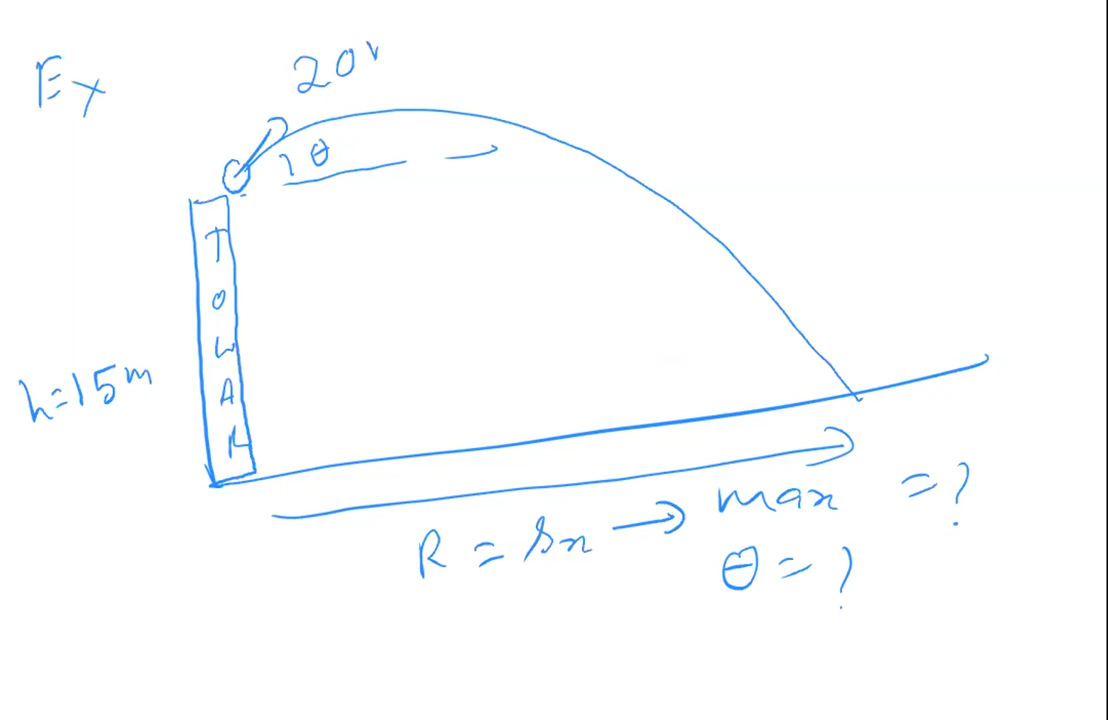 Ex
20
θ
TOWAR
h=15m
R = Sx → max = ?
θ = ?